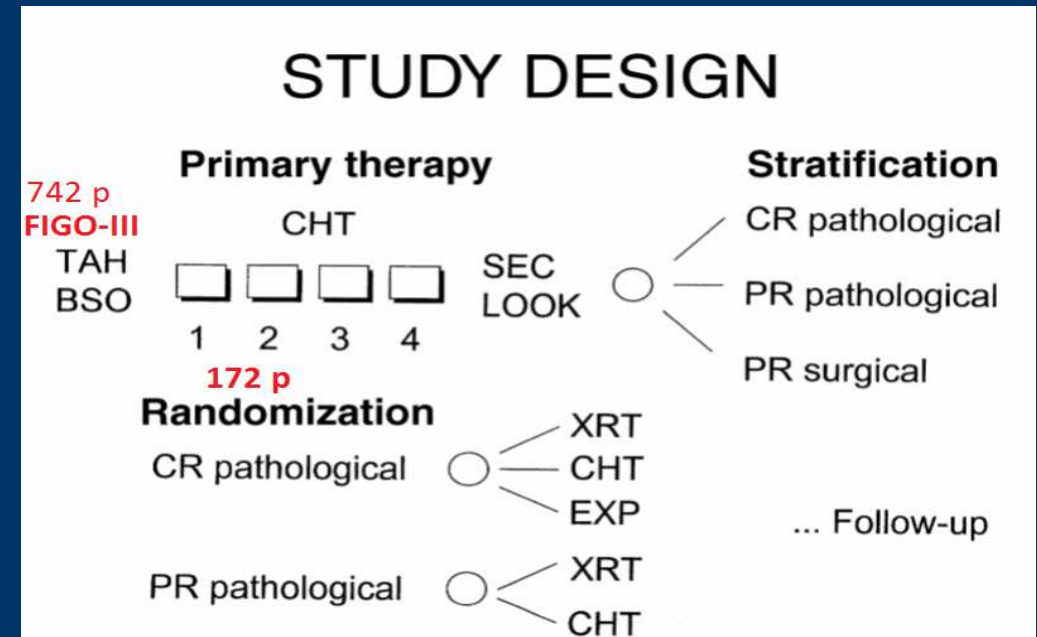 STUDY DESIGN
Primary therapy
Stratification
742 p
FIGO-III
TAH
BSO
CHT
1 2 3 4
SEC
LOOK
CR pathological
PR pathological
PR surgical
172 p
Randomization
CR pathological
XRT
CHT
EXP
PR pathological
XRT
CHT
... Follow-up